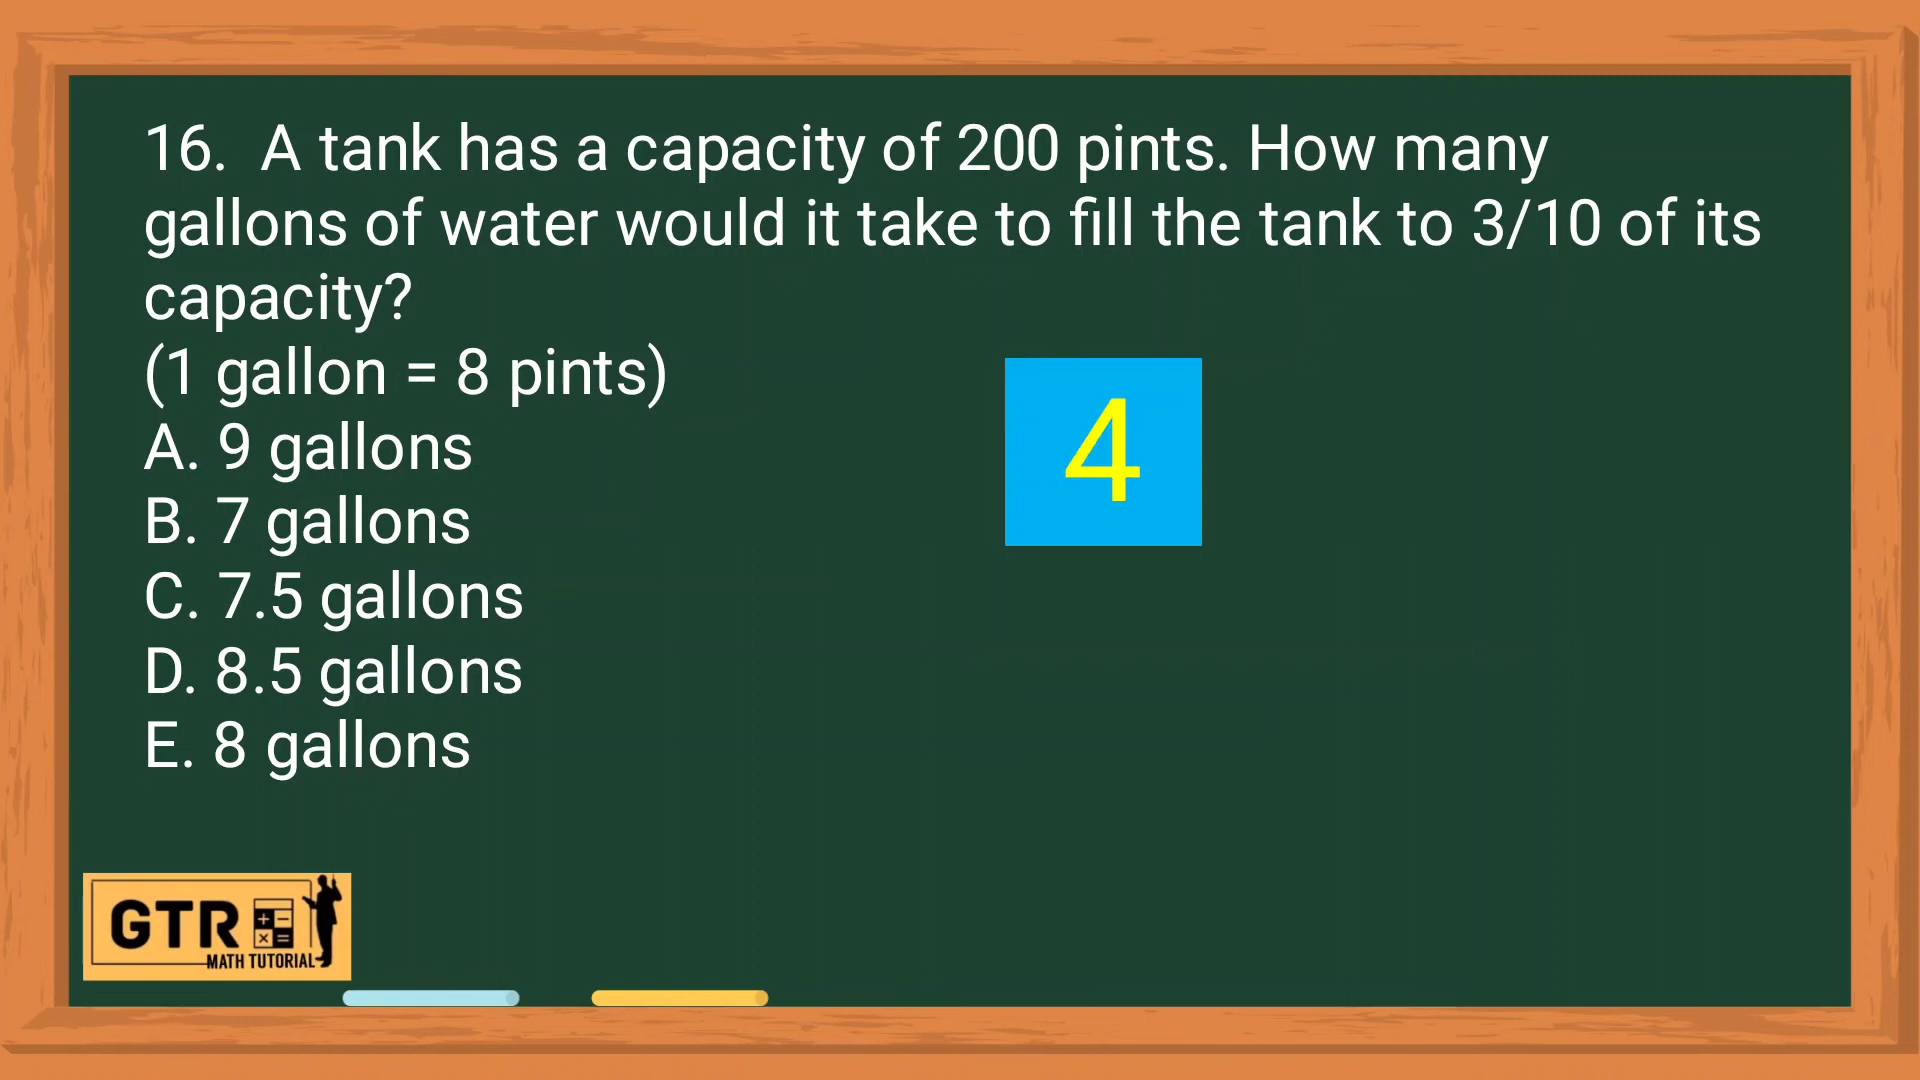 16. A tank has a capacity of 200 pints. How many
gallons of water would it take to fill the tank to 3/10 of its
capacity?
(1 gallon = 8 pints)
A. 9 gallons
B. 7 gallons
C. 7.5 gallons
D. 8.5 gallons
E. 8 gallons
4
GTR
+ −
× =
MATH TUTORIAL